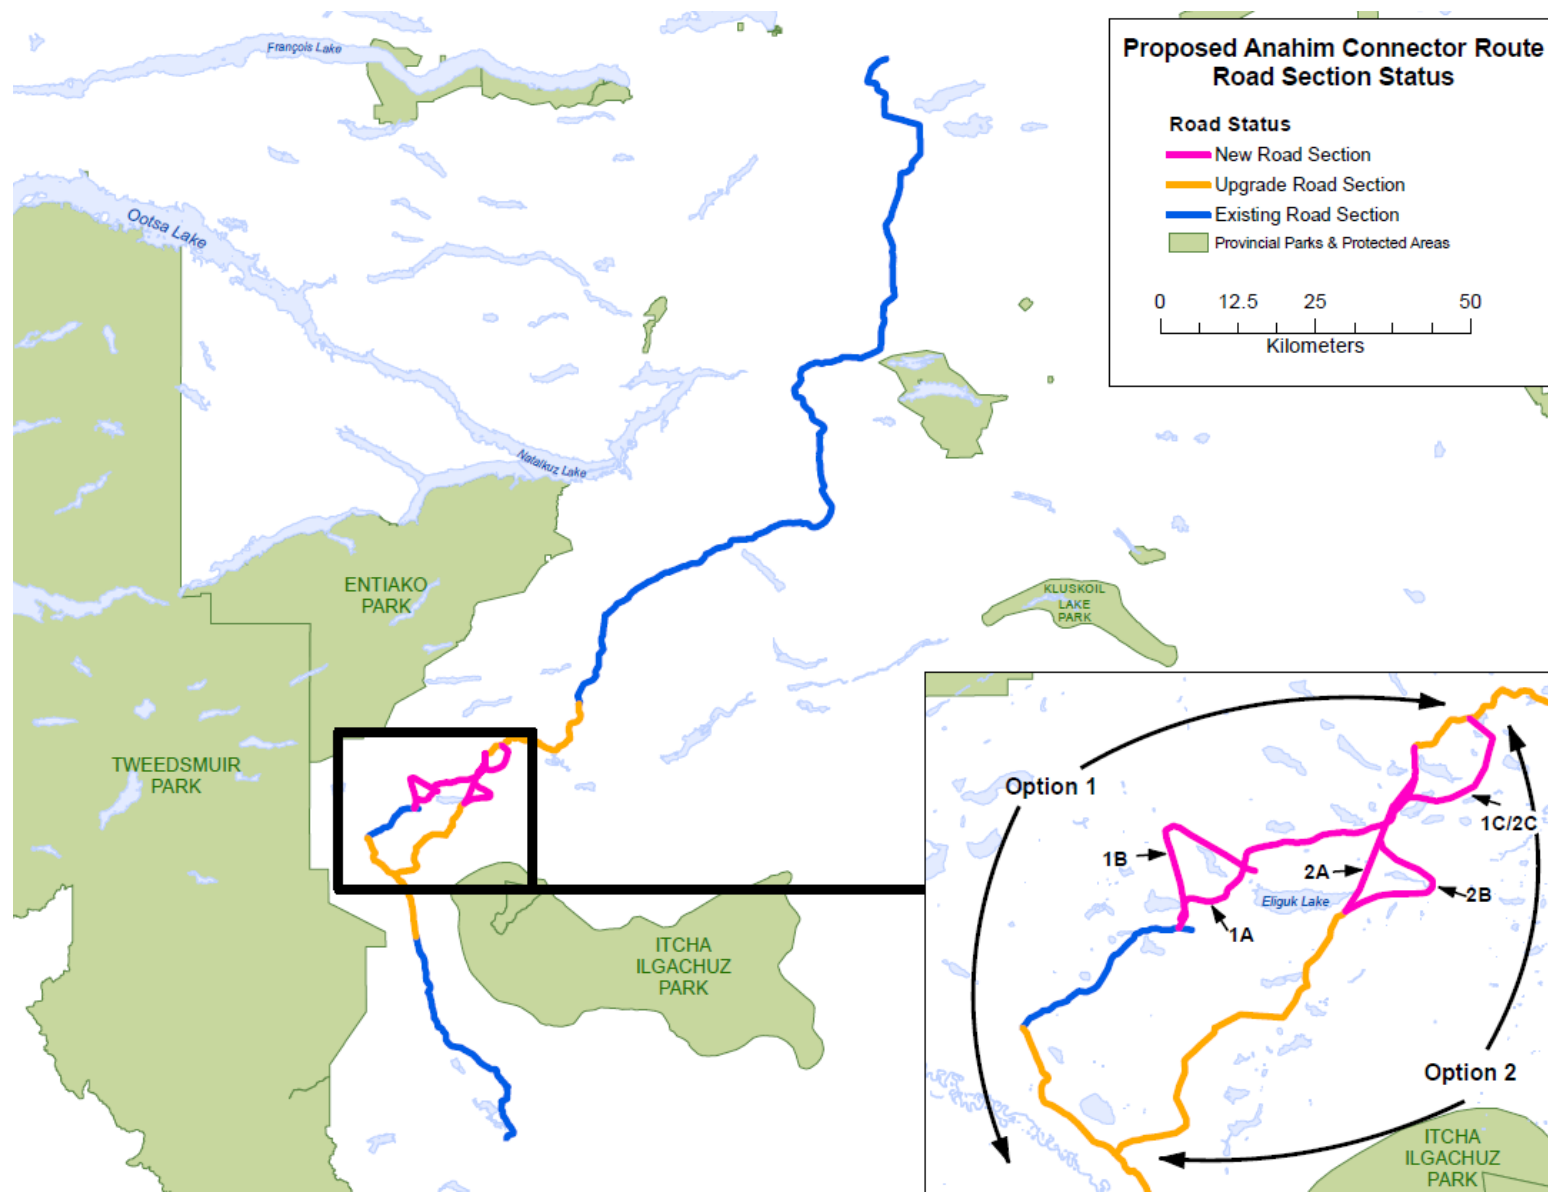 François Lake
Proposed Anahim Connector Route
Road Section Status
Road Status
New Road Section
Upgrade Road Section
Existing Road Section
Provincial Parks & Protected Areas
0 12.5 25 50
Kilometers
Ootsa Lake
Natalkuz Lake
ENTIAKO
PARK
KLUSKOIL
LAKE
PARK
TWEEDSMUIR
PARK
ITCHA
ILGACHUZ
PARK
Option 1
1C/2C
1B
2A
2B
Eliguk Lake
1A
Option 2
ITCHA
ILGACHUZ
PARK